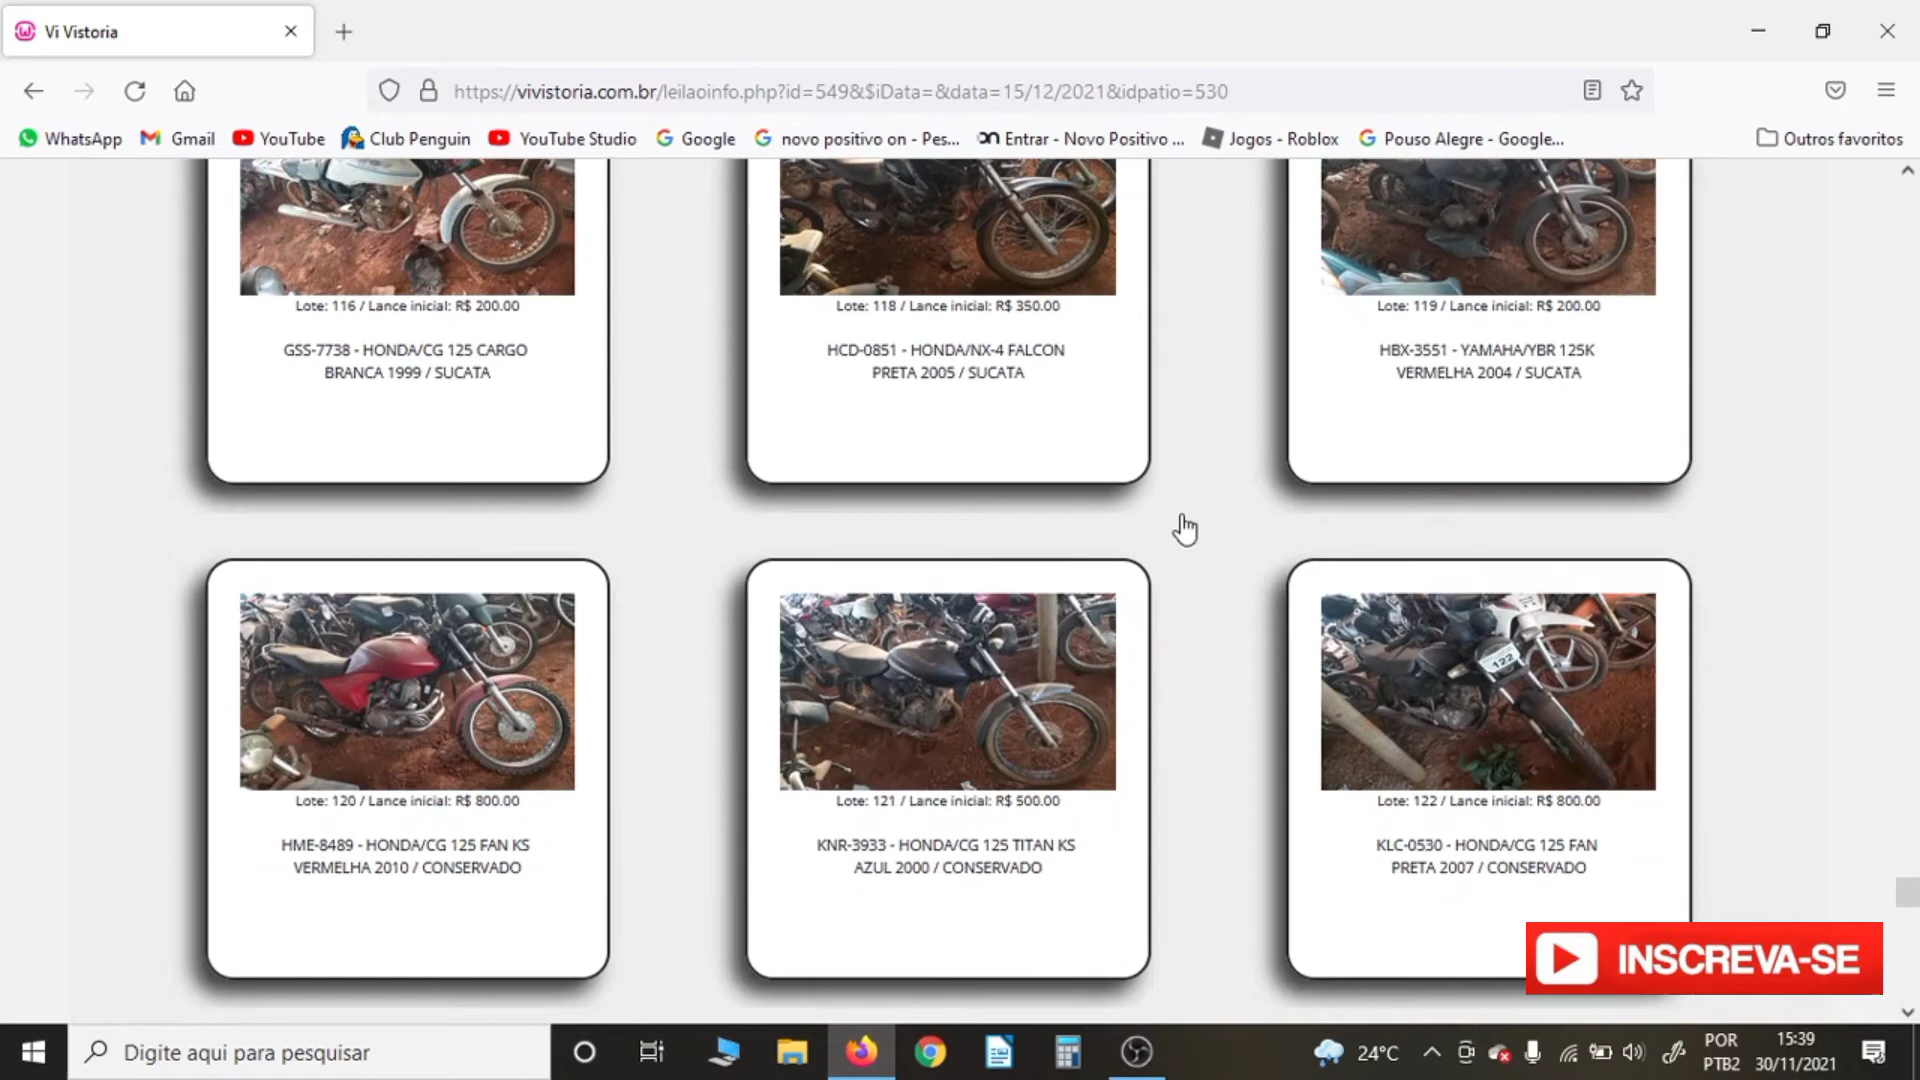 Vi Vistoria
https://vivistoria.com.br/leilaoinfo.php?id=549&$iData=&data=15/12/2021&idpatio=530
WhatsApp
Gmail
YouTube
Club Penguin
YouTube Studio
Google
novo positivo on - Pes...
Entrar - Novo Positivo ...
Jogos - Roblox
Pouso Alegre - Google...
Outros favoritos
Lote: 116 / Lance inicial: R$ 200.00
GSS-7738 - HONDA/CG 125 CARGO
BRANCA 1999 / SUCATA
Lote: 118 / Lance inicial: R$ 350.00
HCD-0851 - HONDA/NX-4 FALCON
PRETA 2005 / SUCATA
Lote: 119 / Lance inicial: R$ 200.00
HBX-3551 - YAMAHA/YBR 125K
VERMELHA 2004 / SUCATA
Lote: 120 / Lance inicial: R$ 800.00
HME-8489 - HONDA/CG 125 FAN KS
VERMELHA 2010 / CONSERVADO
Lote: 121 / Lance inicial: R$ 500.00
KNR-3933 - HONDA/CG 125 TITAN KS
AZUL 2000 / CONSERVADO
122
Lote: 122 / Lance inicial: R$ 800.00
KLC-0530 - HONDA/CG 125 FAN
PRETA 2007 / CONSERVADO
INSCREVA-SE
Digite aqui para pesquisar
24°C
POR
PTB2
15:39
30/11/2021